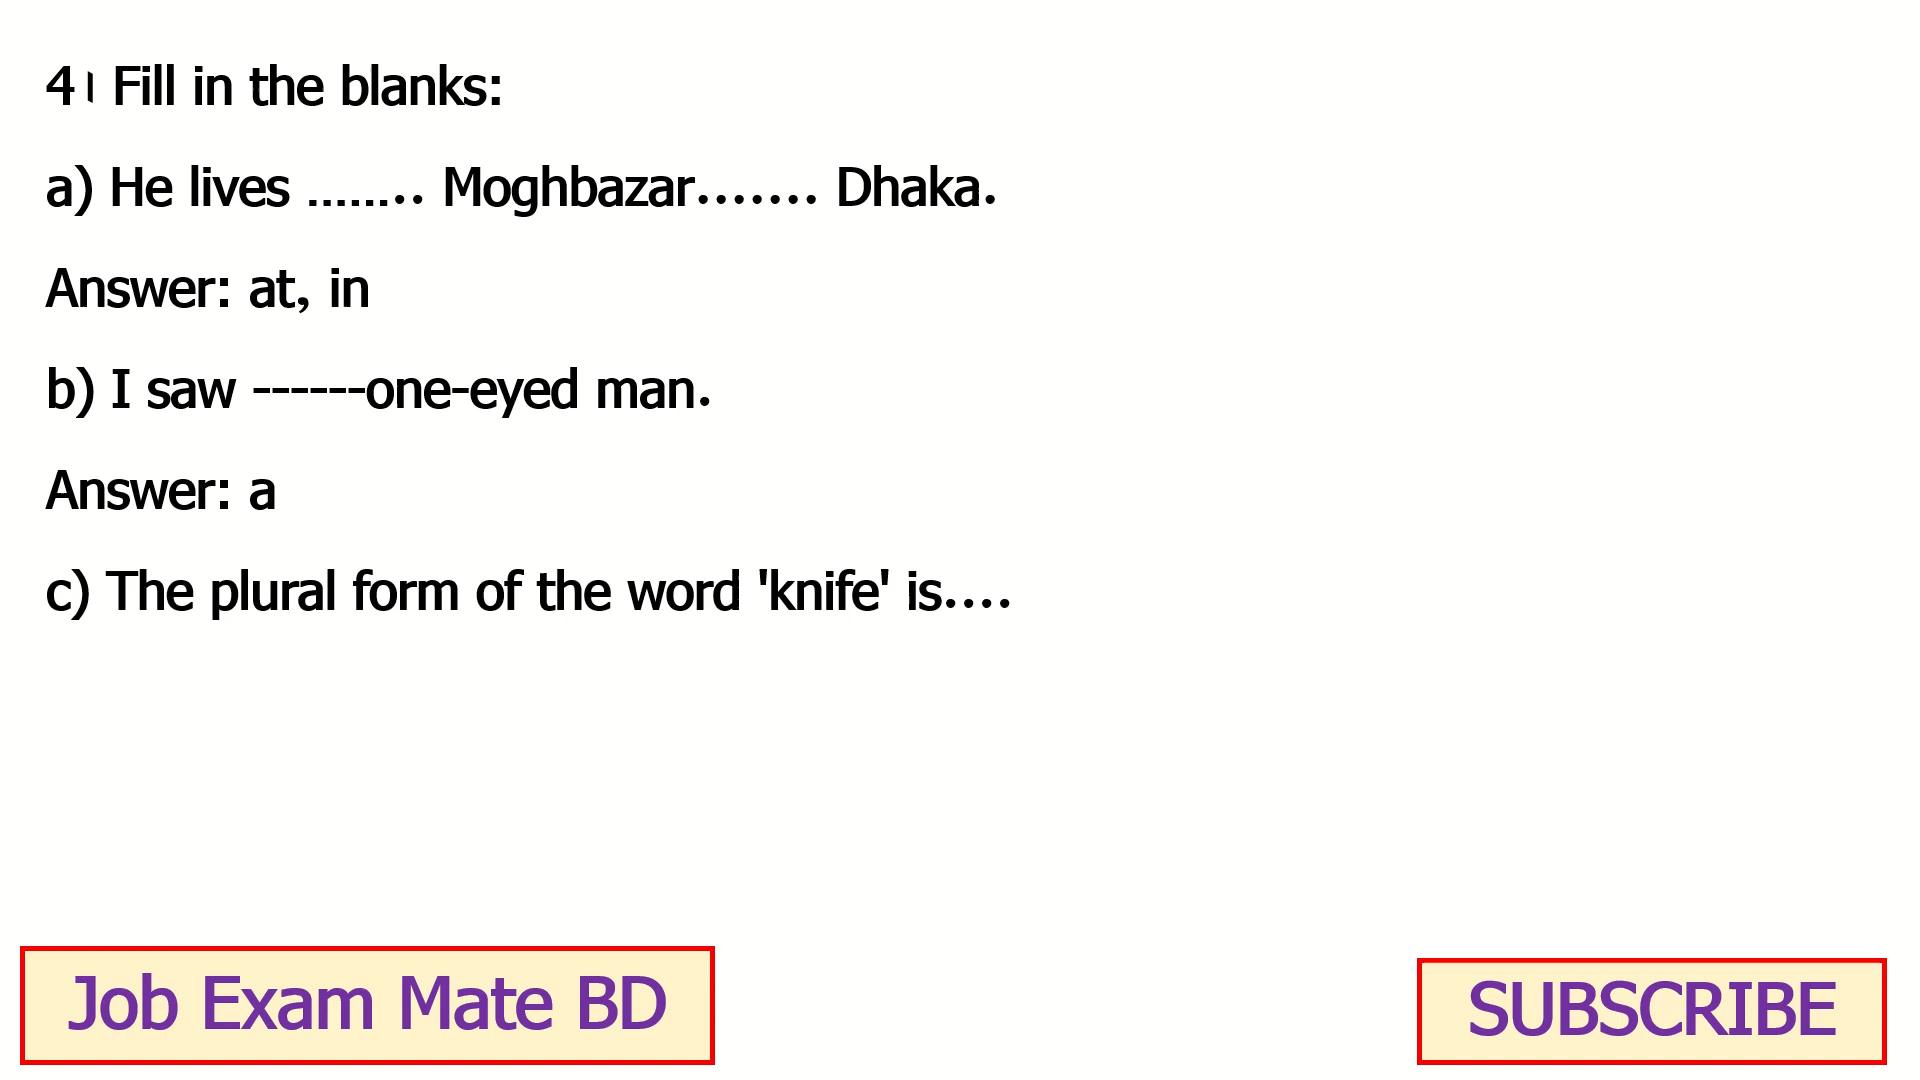 4। Fill in the blanks:
a) He lives ........ Moghbazar....... Dhaka.
Answer: at, in
b) I saw ------one-eyed man.
Answer: a
c) The plural form of the word 'knife' is....
Job Exam Mate BD
SUBSCRIBE